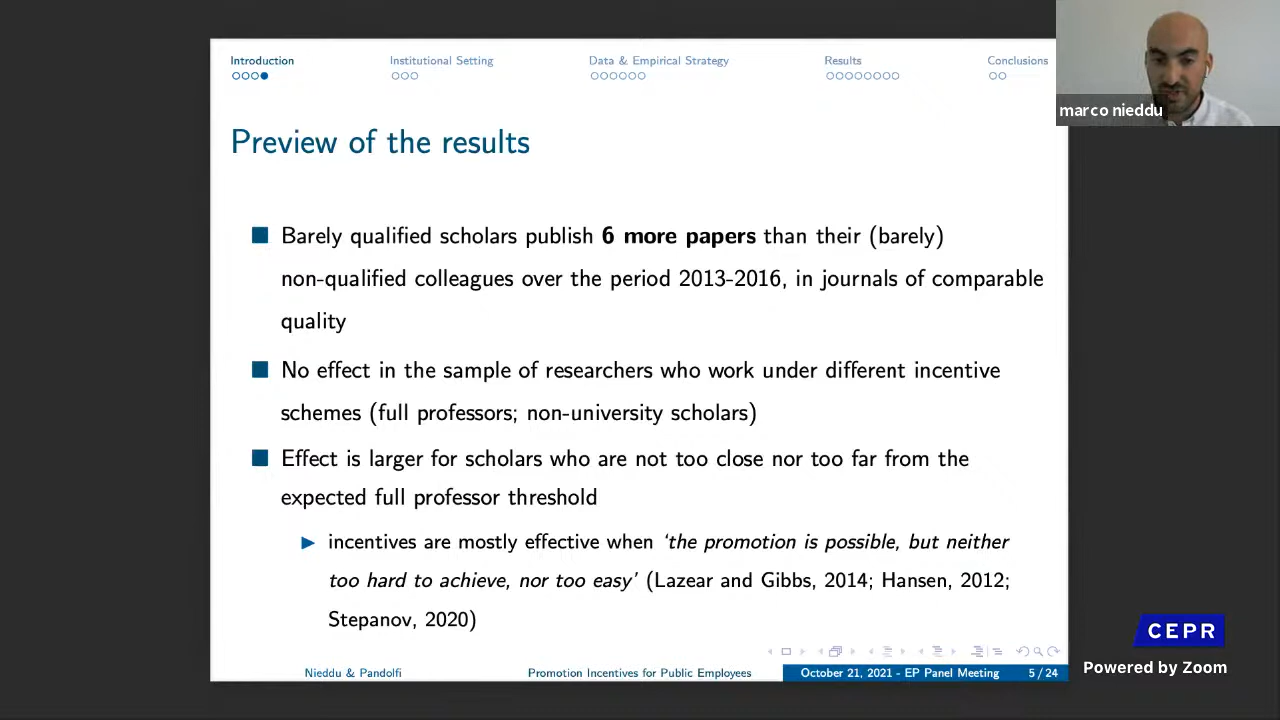 Introduction
Institutional Setting
Data & Empirical Strategy
Results
Conclusions
marco nieddu
Preview of the results
Barely qualified scholars publish 6 more papers than their (barely)
non-qualified colleagues over the period 2013-2016, in journals of comparable
quality
No effect in the sample of researchers who work under different incentive
schemes (full professors; non-university scholars)
Effect is larger for scholars who are not too close nor too far from the
expected full professor threshold
incentives are mostly effective when ‘the promotion is possible, but neither
too hard to achieve, nor too easy’ (Lazear and Gibbs, 2014; Hansen, 2012;
Stepanov, 2020)
Nieddu & Pandolfi
Promotion Incentives for Public Employees
October 21, 2021 - EP Panel Meeting
5 / 24
CEPR
Powered by Zoom